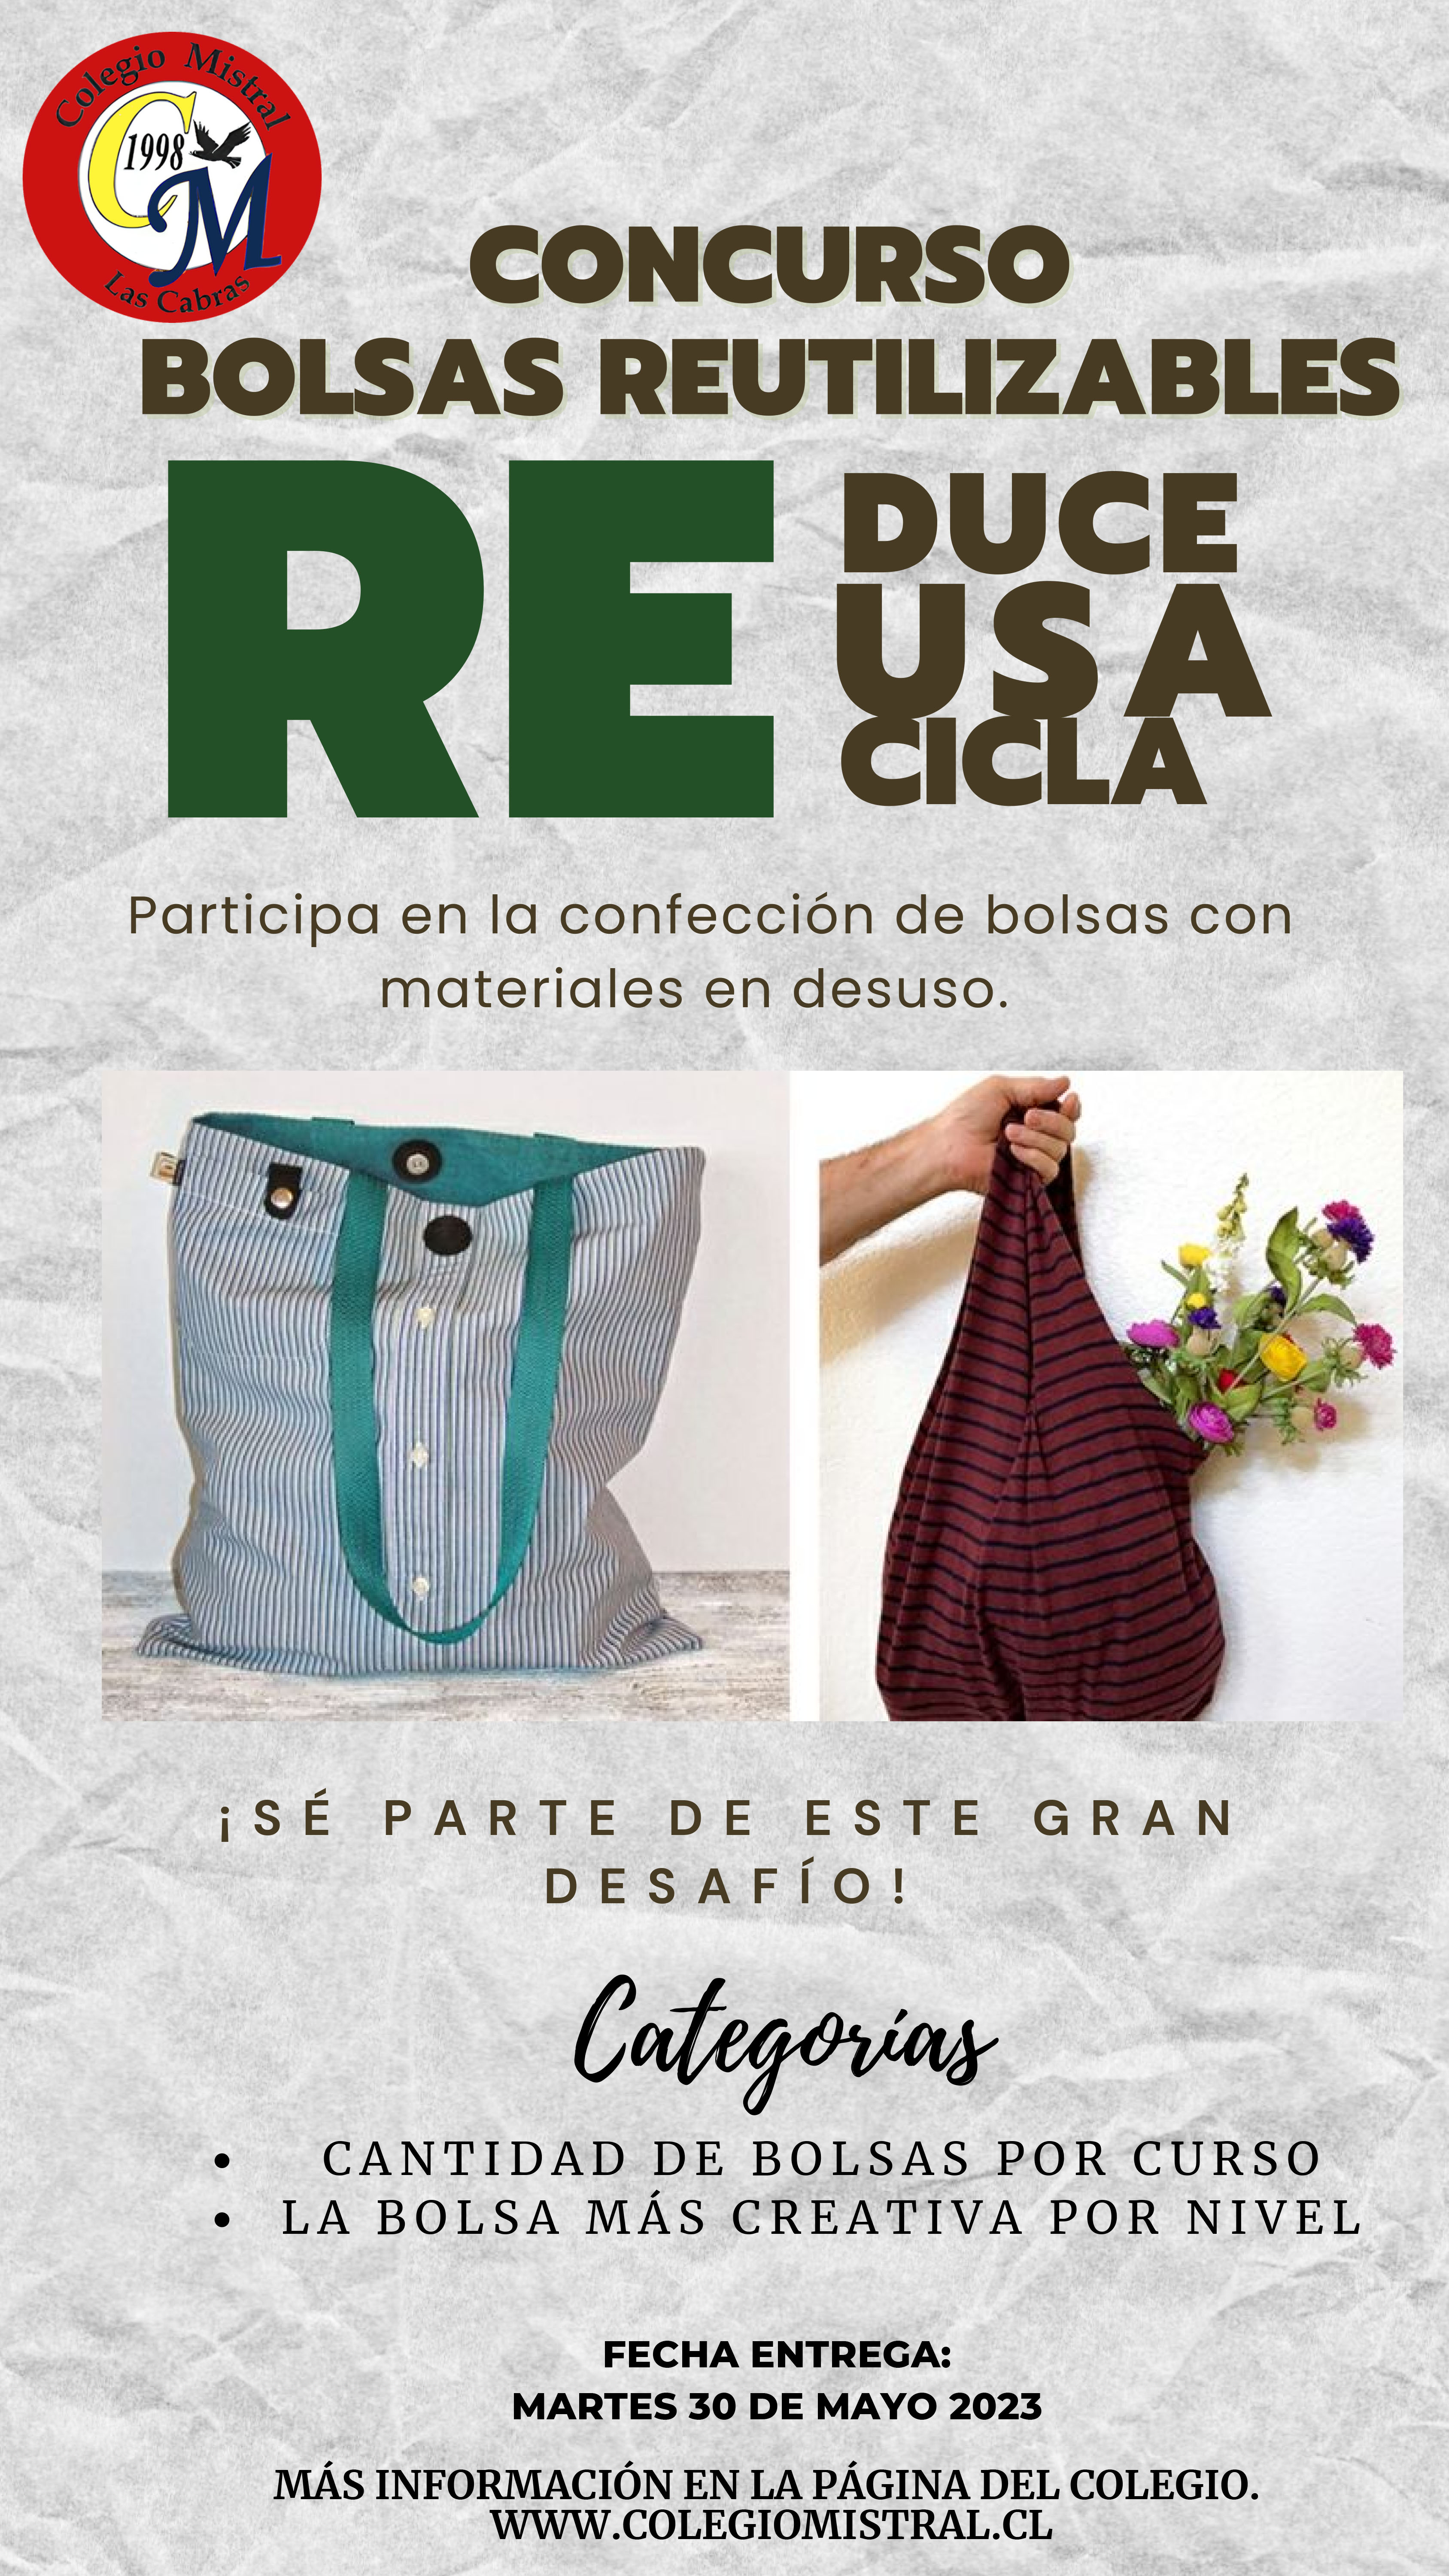 Colegio Mistral
1998
CM
Las Cabras
CONCURSO
BOLSAS REUTILIZABLES
RE
DUCE
USA
CICLA
Participa en la confección de bolsas con
materiales en desuso.
¡SÉ PARTE DE ESTE GRAN
DESAFÍO!
Categorías
• CANTIDAD DE BOLSAS POR CURSO
• LA BOLSA MÁS CREATIVA POR NIVEL
FECHA ENTREGA:
MARTES 30 DE MAYO 2023
MÁS INFORMACIÓN EN LA PÁGINA DEL COLEGIO.
WWW.COLEGIOMISTRAL.CL